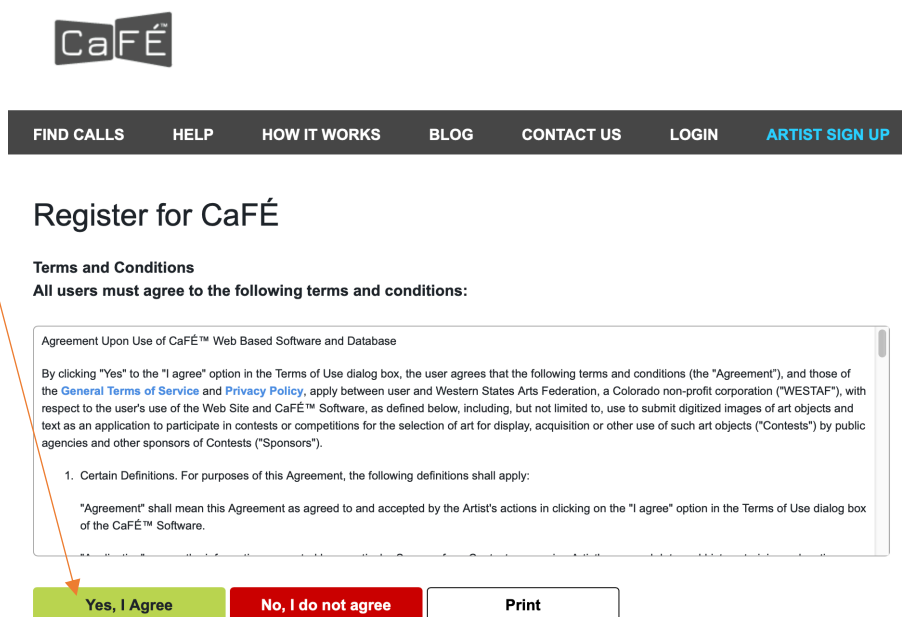 CaFÉ™
FIND CALLS HELP HOW IT WORKS BLOG CONTACT US LOGIN ARTIST SIGN UP
Register for CaFÉ
Terms and Conditions
All users must agree to the following terms and conditions:
Agreement Upon Use of CaFÉ™ Web Based Software and Database
By clicking "Yes" to the "I agree" option in the Terms of Use dialog box, the user agrees that the following terms and conditions (the "Agreement"), and those of
the General Terms of Service and Privacy Policy, apply between user and Western States Arts Federation, a Colorado non-profit corporation ("WESTAF"), with
respect to the user's use of the Web Site and CaFÉ™ Software, as defined below, including, but not limited to, use to submit digitized images of art objects and
text as an application to participate in contests or competitions for the selection of art for display, acquisition or other use of such art objects ("Contests") by public
agencies and other sponsors of Contests ("Sponsors").
1. Certain Definitions. For purposes of this Agreement, the following definitions shall apply:
"Agreement" shall mean this Agreement as agreed to and accepted by the Artist's actions in clicking on the "I agree" option in the Terms of Use dialog box
of the CaFÉ™ Software.
Yes, I Agree No, I do not agree Print